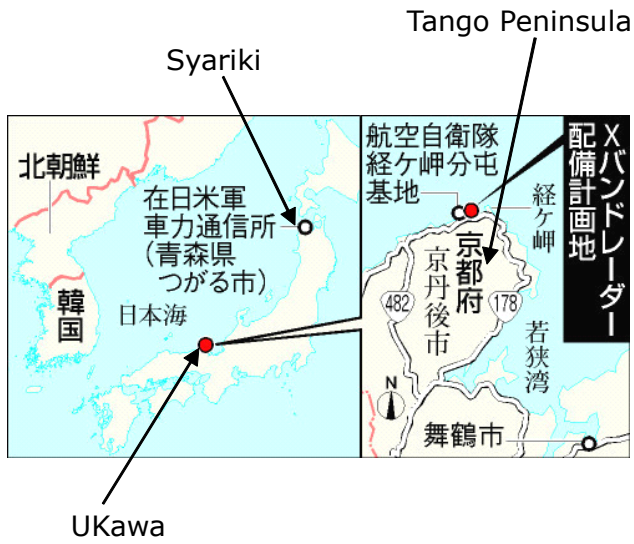 Tango Peninsula
Syariki
北朝鮮
在日米軍
車力通信所
(青森県
つがる市)
韓国
日本海
航空自衛隊
経ケ岬分屯
基地
経ケ岬
Xバンドレーダー
配備計画地
京都府
京丹後市
482
178
若狭湾
N
舞鶴市
UKawa